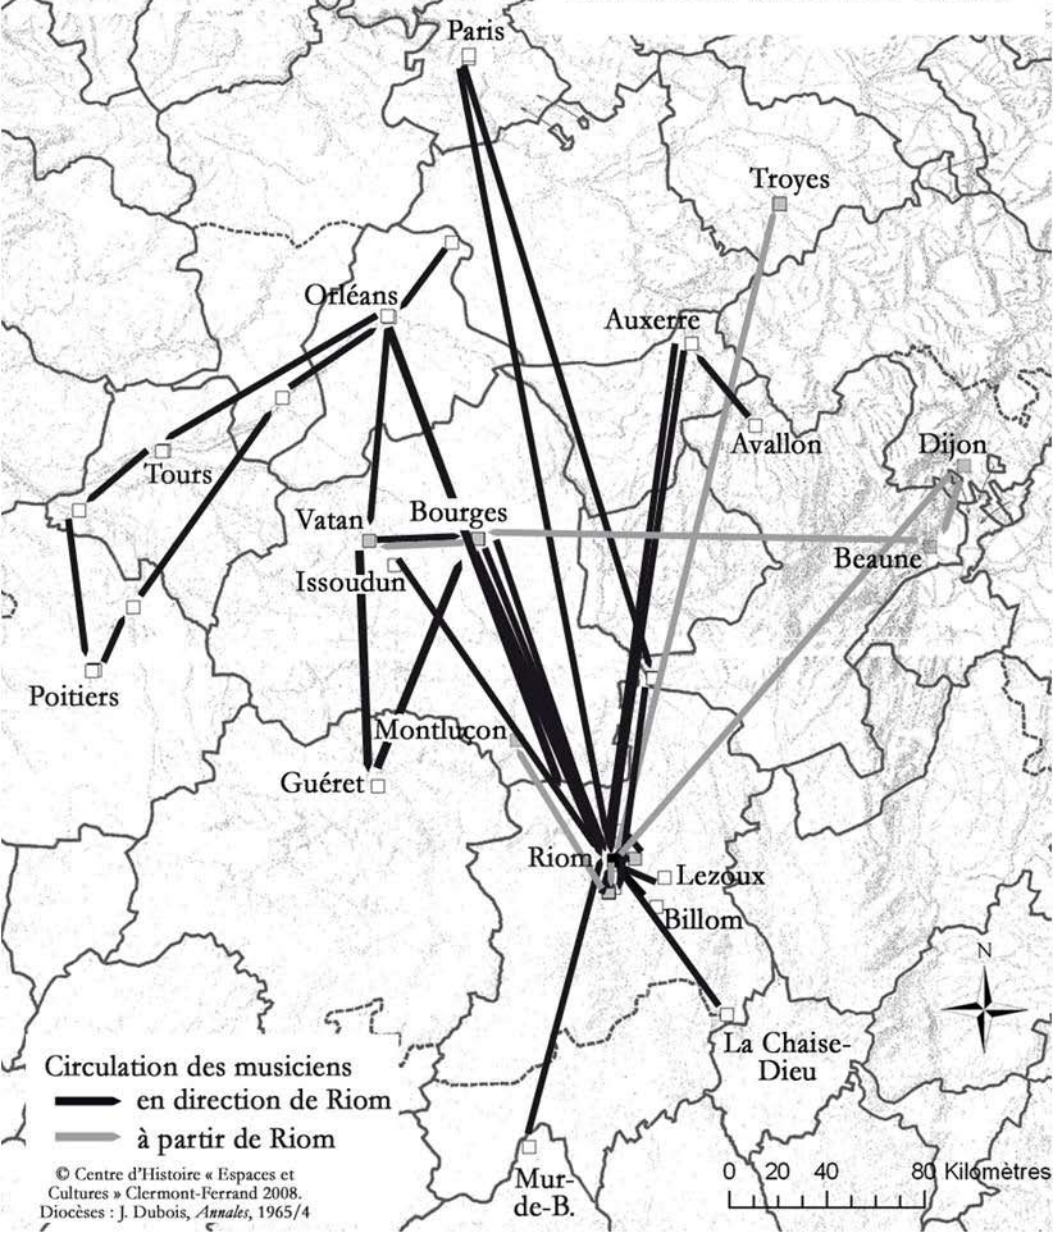 Paris
Troyes
Orléans
Auxerre
Avallon
Dijon
Tours
Vatan
Bourges
Beaune
Issoudun
Poitiers
Montluçon
Guéret
Riom
Lezoux
Billom
N
La Chaise-
Dieu
Circulation des musiciens
en direction de Riom
à partir de Riom
© Centre d'Histoire « Espaces et
Cultures » Clermont-Ferrand 2008.
Diocèses : J. Dubois, Annales, 1965/4
0 20 40 80 Kilomètres
Mur-
de-B.